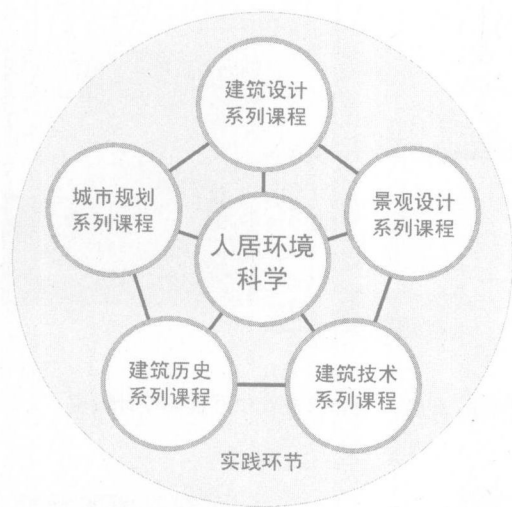 建筑设计
系列课程
城市规划
系列课程
景观设计
系列课程
人居环境
科学
建筑历史
系列课程
建筑技术
系列课程
实践环节